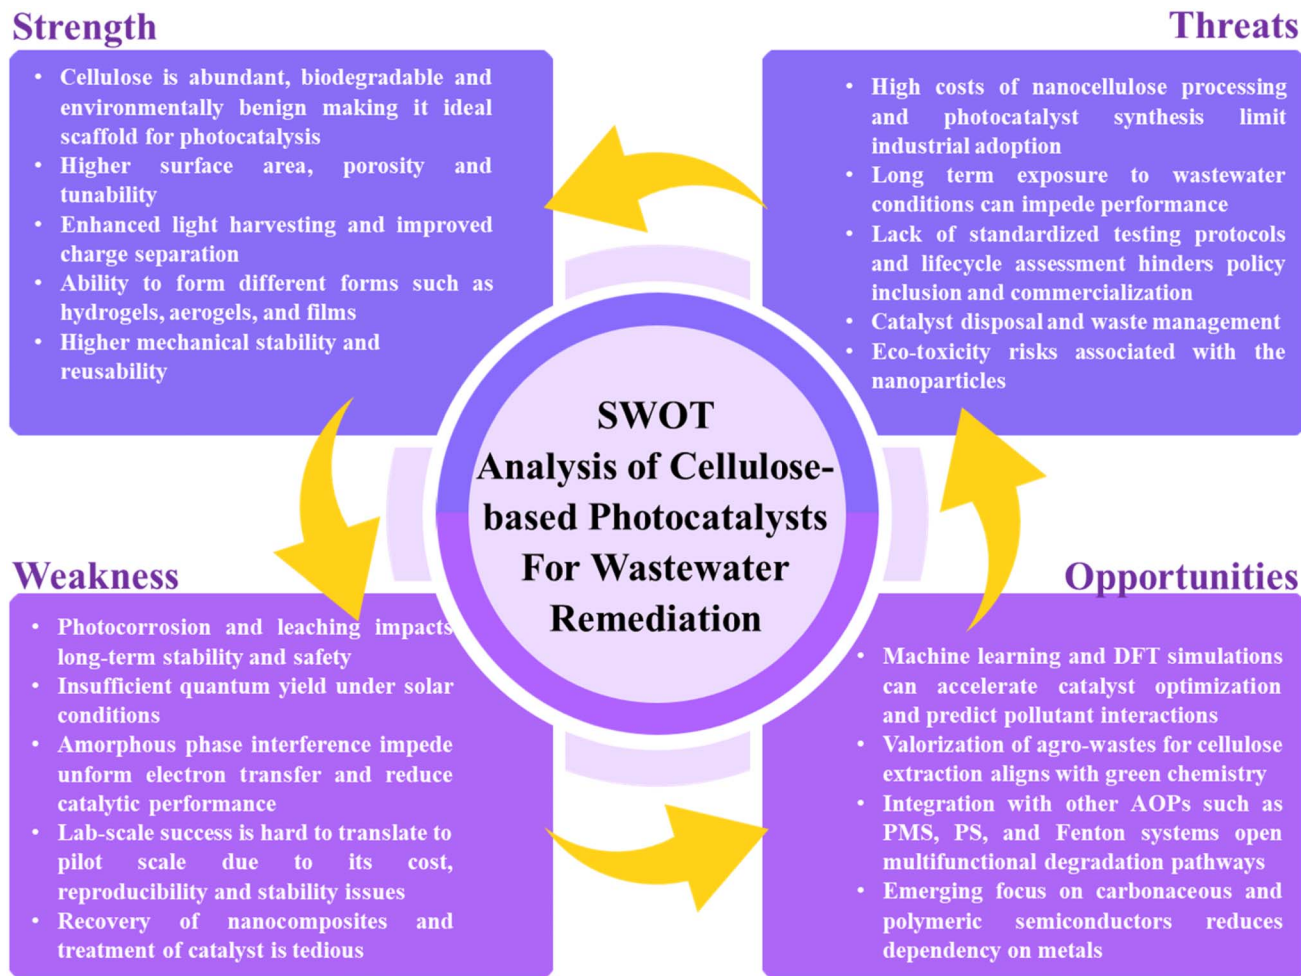 Strength
• Cellulose is abundant, biodegradable and
environmentally benign making it ideal
scaffold for photocatalysis
• Higher surface area, porosity and
tunability
• Enhanced light harvesting and improved
charge separation
• Ability to form different forms such as
hydrogels, aerogels, and films
• Higher mechanical stability and
reusability
Threats
• High costs of nanocellulose processing
and photocatalyst synthesis limit
industrial adoption
• Long term exposure to wastewater
conditions can impede performance
• Lack of standardized testing protocols
and lifecycle assessment hinders policy
inclusion and commercialization
• Catalyst disposal and waste management
• Eco-toxicity risks associated with the
nanoparticles
SWOT
Analysis of Cellulose-
based Photocatalysts
For Wastewater
Remediation
Weakness
• Photocorrosion and leaching impacts
long-term stability and safety
• Insufficient quantum yield under solar
conditions
• Amorphous phase interference impede
unform electron transfer and reduce
catalytic performance
• Lab-scale success is hard to translate to
pilot scale due to its cost,
reproducibility and stability issues
• Recovery of nanocomposites and
treatment of catalyst is tedious
Opportunities
• Machine learning and DFT simulations
can accelerate catalyst optimization
and predict pollutant interactions
• Valorization of agro-wastes for cellulose
extraction aligns with green chemistry
• Integration with other AOPs such as
PMS, PS, and Fenton systems open
multifunctional degradation pathways
• Emerging focus on carbonaceous and
polymeric semiconductors reduces
dependency on metals